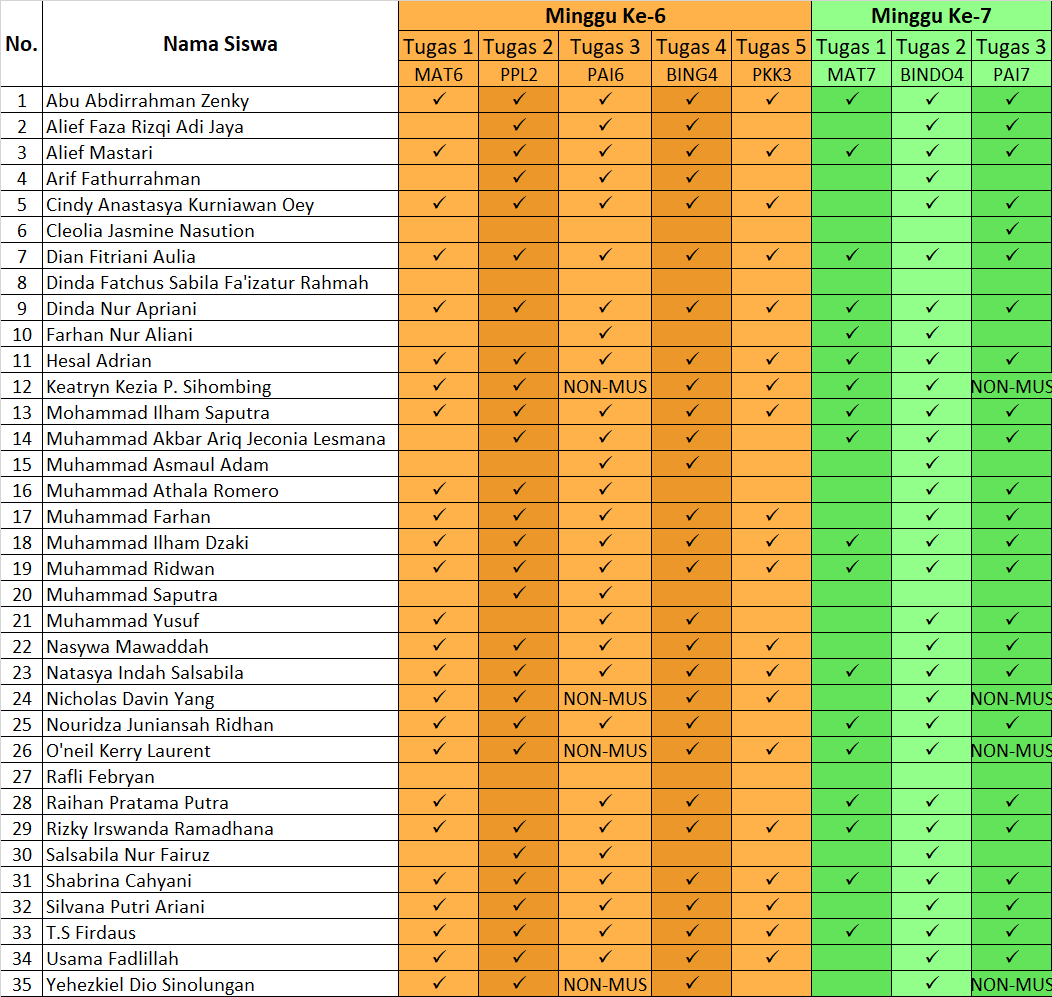 No. Nama Siswa Minggu Ke-6 Minggu Ke-7
Tugas 1 Tugas 2 Tugas 3 Tugas 4 Tugas 5 Tugas 1 Tugas 2 Tugas 3
MAT6 PPL2 PAI6 BING4 PKK3 MAT7 BINDO4 PAI7
1 Abu Abdirrahman Zenky ✓ ✓ ✓ ✓ ✓ ✓ ✓ ✓
2 Alief Faza Rizqi Adi Jaya ✓ ✓ ✓ ✓ ✓
3 Alief Mastari ✓ ✓ ✓ ✓ ✓ ✓ ✓ ✓
4 Arif Fathurrahman ✓ ✓ ✓ ✓
5 Cindy Anastasya Kurniawan Oey ✓ ✓ ✓ ✓ ✓ ✓ ✓
6 Cleolia Jasmine Nasution ✓
7 Dian Fitriani Aulia ✓ ✓ ✓ ✓ ✓ ✓ ✓ ✓
8 Dinda Fatchus Sabila Fa'izatur Rahmah
9 Dinda Nur Apriani ✓ ✓ ✓ ✓ ✓ ✓ ✓ ✓
10 Farhan Nur Aliani ✓ ✓ ✓
11 Hesal Adrian ✓ ✓ ✓ ✓ ✓ ✓ ✓ ✓
12 Keatryn Kezia P. Sihombing ✓ ✓ NON-MUS ✓ ✓ ✓ ✓ NON-MUS
13 Mohammad Ilham Saputra ✓ ✓ ✓ ✓ ✓ ✓ ✓ ✓
14 Muhammad Akbar Ariq Jeconia Lesmana ✓ ✓ ✓ ✓ ✓ ✓
15 Muhammad Asmaul Adam ✓ ✓ ✓
16 Muhammad Athala Romero ✓ ✓ ✓ ✓ ✓
17 Muhammad Farhan ✓ ✓ ✓ ✓ ✓ ✓ ✓
18 Muhammad Ilham Dzaki ✓ ✓ ✓ ✓ ✓ ✓ ✓ ✓
19 Muhammad Ridwan ✓ ✓ ✓ ✓ ✓ ✓ ✓ ✓
20 Muhammad Saputra ✓ ✓
21 Muhammad Yusuf ✓ ✓ ✓ ✓ ✓
22 Nasywa Mawaddah ✓ ✓ ✓ ✓ ✓ ✓ ✓
23 Natasya Indah Salsabila ✓ ✓ ✓ ✓ ✓ ✓ ✓ ✓
24 Nicholas Davin Yang ✓ ✓ NON-MUS ✓ ✓ ✓ NON-MUS
25 Nouridza Juniansah Ridhan ✓ ✓ ✓ ✓ ✓ ✓ ✓
26 O'neil Kerry Laurent ✓ ✓ NON-MUS ✓ ✓ ✓ ✓ NON-MUS
27 Rafli Febryan
28 Raihan Pratama Putra ✓ ✓ ✓ ✓ ✓ ✓
29 Rizky Irswanda Ramadhana ✓ ✓ ✓ ✓ ✓ ✓ ✓ ✓
30 Salsabila Nur Fairuz ✓ ✓ ✓
31 Shabrina Cahyani ✓ ✓ ✓ ✓ ✓ ✓ ✓ ✓
32 Silvana Putri Ariani ✓ ✓ ✓ ✓ ✓ ✓ ✓
33 T.S Firdaus ✓ ✓ ✓ ✓ ✓ ✓ ✓ ✓
34 Usama Fadlillah ✓ ✓ ✓ ✓ ✓ ✓ ✓
35 Yehezkiel Dio Sinolungan ✓ ✓ NON-MUS ✓ ✓ NON-MUS